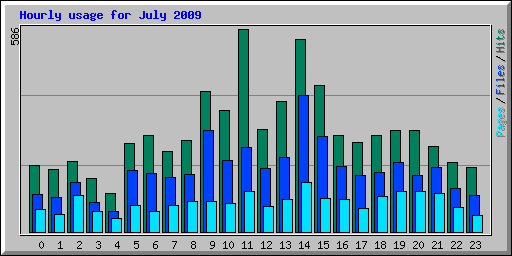 Hourly usage for July 2009
586
Pages / Files / Hits
0 1 2 3 4 5 6 7 8 9 10 11 12 13 14 15 16 17 18 19 20 21 22 23